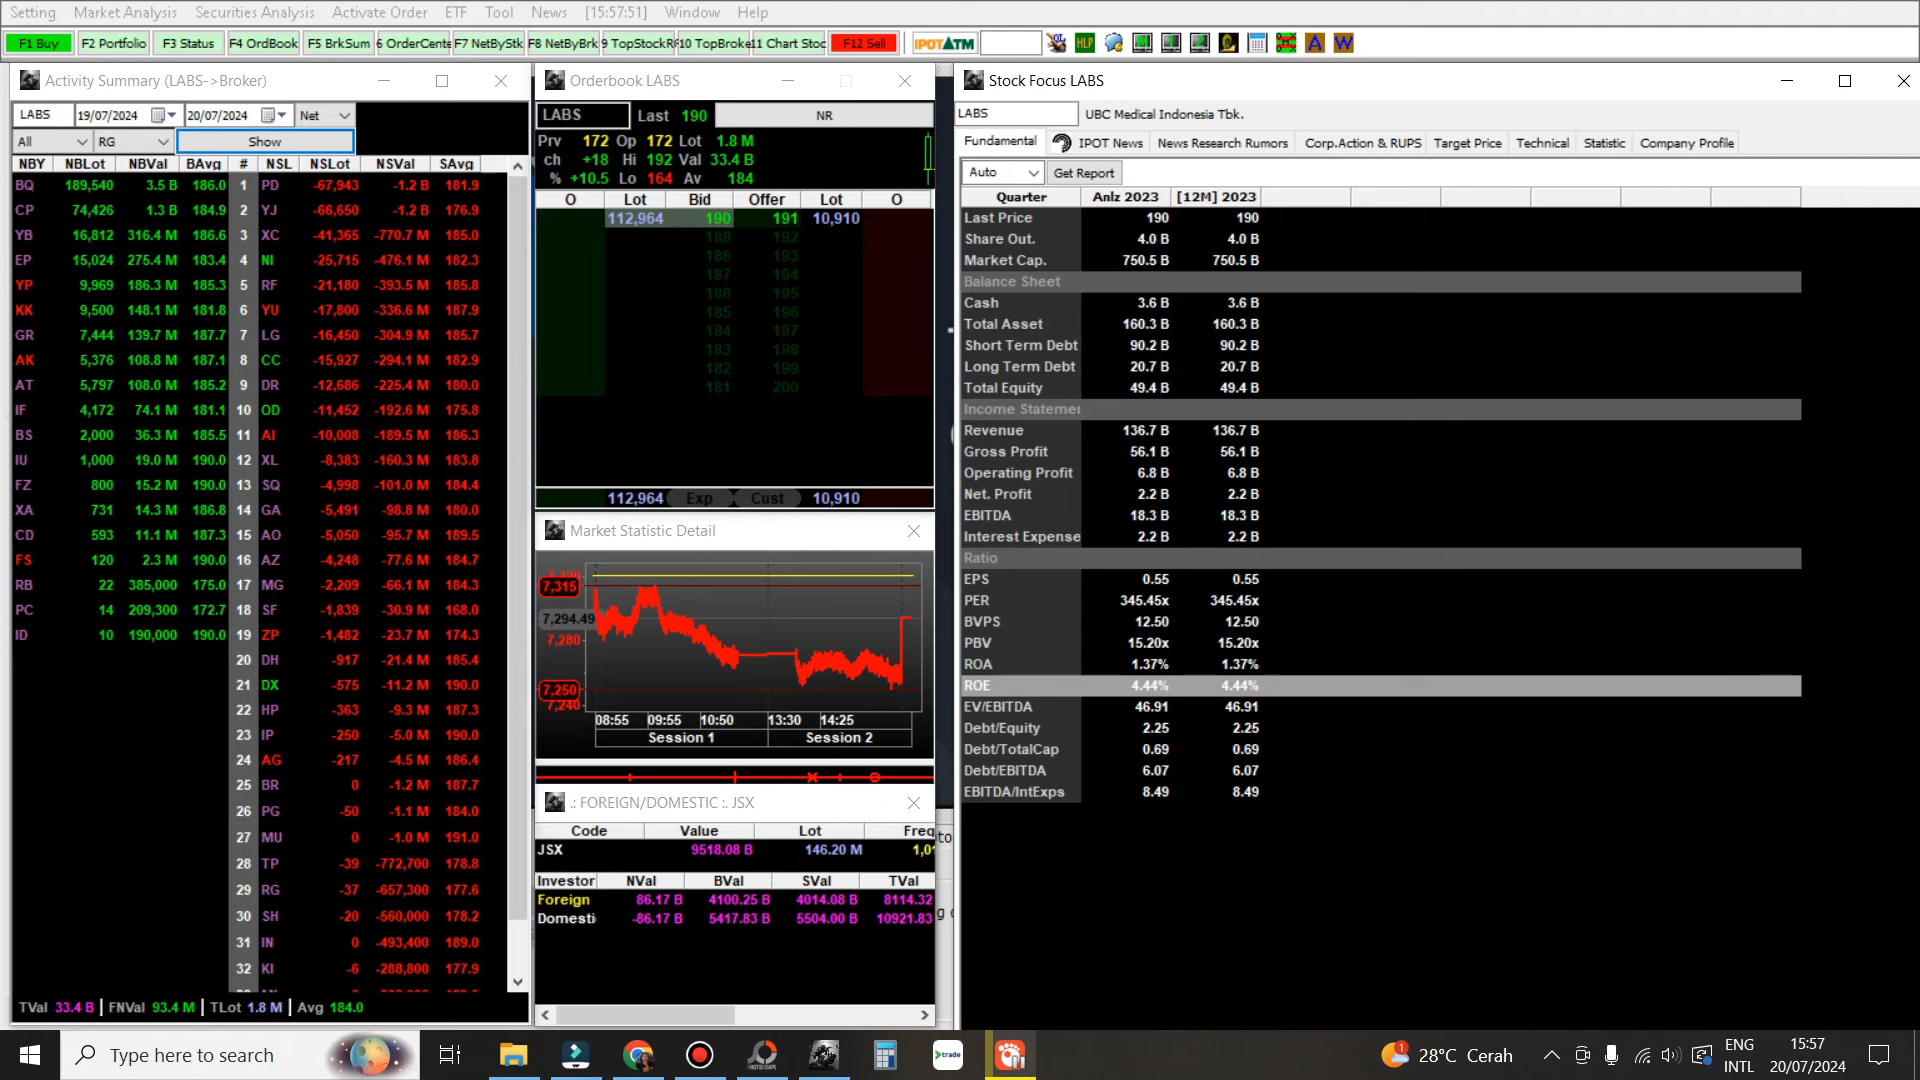 Setting Market Analysis Securities Analysis Activate Order ETF Tool News [15:57:51] Window Help
F1 Buy F2 Portfolio F3 Status F4 OrdBook F5 BrkSum 6 OrderCente F7 NetByStk F8 NetByBrk 9 TopStockRF 10 TopBroke 11 Chart Stoc F12 Sell IPOTATM HLP A W
Activity Summary (LABS->Broker)
LABS 19/07/2024 20/07/2024 Net
All RG Show
NBY NBLot NBVal BAvg # NSL NSLot NSVal SAvg
BQ 189,540 3.5 B 186.0 1 PD -67,943 -1.2 B 181.9
CP 74,426 1.3 B 184.9 2 YJ -66,650 -1.2 B 176.9
YB 16,812 316.4 M 186.6 3 XC -41,365 -770.7 M 185.0
EP 15,024 275.4 M 183.4 4 NI -25,715 -476.1 M 182.3
YP 9,969 186.3 M 185.3 5 RF -21,180 -393.5 M 185.8
KK 9,500 148.1 M 181.8 6 YU -17,800 -336.6 M 187.9
GR 7,444 139.7 M 187.7 7 LG -16,450 -304.9 M 185.7
AK 5,376 108.8 M 187.1 8 CC -15,927 -294.1 M 182.9
AT 5,797 108.0 M 185.2 9 DR -12,686 -225.4 M 180.0
IF 4,172 74.1 M 181.1 10 OD -11,452 -192.6 M 175.8
BS 2,000 36.3 M 185.5 11 AI -10,008 -189.5 M 186.3
IU 1,000 19.0 M 190.0 12 XL -8,383 -160.3 M 183.8
FZ 800 15.2 M 190.0 13 SQ -4,998 -101.0 M 184.4
XA 731 14.3 M 186.8 14 GA -5,491 -98.8 M 180.0
CD 593 11.1 M 187.3 15 AO -5,050 -95.7 M 189.5
FS 120 2.3 M 190.0 16 AZ -4,248 -77.6 M 184.7
RB 22 385,000 175.0 17 MG -2,209 -66.1 M 184.3
PC 14 209,300 172.7 18 SF -1,839 -30.9 M 168.0
ID 10 190,000 190.0 19 ZP -1,482 -23.7 M 174.3
20 DH -917 -21.4 M 185.4
21 DX -575 -11.2 M 190.0
22 HP -363 -9.3 M 187.3
23 IP -250 -5.0 M 190.0
24 AG -217 -4.5 M 186.4
25 BR 0 -1.2 M 187.7
26 PG -50 -1.1 M 184.0
27 MU 0 -1.0 M 191.0
28 TP -39 -772,700 178.8
29 RG -37 -657,300 177.6
30 SH -20 -560,000 178.2
31 IN 0 -493,400 189.0
32 KI -6 -288,800 177.9
TVal 33.4 B FNVal 93.4 M TLot 1.8 M Avg 184.0
Orderbook LABS
LABS Last 190 NR
Prv 172 Op 172 Lot 1.8 M
ch +18 Hi 192 Val 33.4 B
% +10.5 Lo 164 Av 184
O Lot Bid Offer Lot O
112,964 190 191 10,910
189 192
188 193
187 194
186 195
185 196
184 197
183 198
182 199
181 200
112,964 Exp Cust 10,910
Market Statistic Detail
7,315
7,294.49
7,280
7,250
7,240
08:55 09:55 10:50 13:30 14:25
Session 1 Session 2
.: FOREIGN/DOMESTIC :. JSX
Code Value Lot Freq
JSX 9518.08 B 146.20 M 1,01
Investor NVal BVal SVal TVal
Foreign 86.17 B 4100.25 B 4014.08 B 8114.32
Domesti -86.17 B 5417.83 B 5504.00 B 10921.83
Stock Focus LABS
LABS UBC Medical Indonesia Tbk.
Fundamental IPOT News News Research Rumors Corp.Action & RUPS Target Price Technical Statistic Company Profile
Auto Get Report
Quarter Anlz 2023 [12M] 2023
Last Price 190 190
Share Out. 4.0 B 4.0 B
Market Cap. 750.5 B 750.5 B
Balance Sheet
Cash 3.6 B 3.6 B
Total Asset 160.3 B 160.3 B
Short Term Debt 90.2 B 90.2 B
Long Term Debt 20.7 B 20.7 B
Total Equity 49.4 B 49.4 B
Income Statemer
Revenue 136.7 B 136.7 B
Gross Profit 56.1 B 56.1 B
Operating Profit 6.8 B 6.8 B
Net. Profit 2.2 B 2.2 B
EBITDA 18.3 B 18.3 B
Interest Expense 2.2 B 2.2 B
Ratio
EPS 0.55 0.55
PER 345.45x 345.45x
BVPS 12.50 12.50
PBV 15.20x 15.20x
ROA 1.37% 1.37%
ROE 4.44% 4.44%
EV/EBITDA 46.91 46.91
Debt/Equity 2.25 2.25
Debt/TotalCap 0.69 0.69
Debt/EBITDA 6.07 6.07
EBITDA/IntExps 8.49 8.49
Type here to search trade 1 28°C Cerah ENG 15:57
INTL 20/07/2024